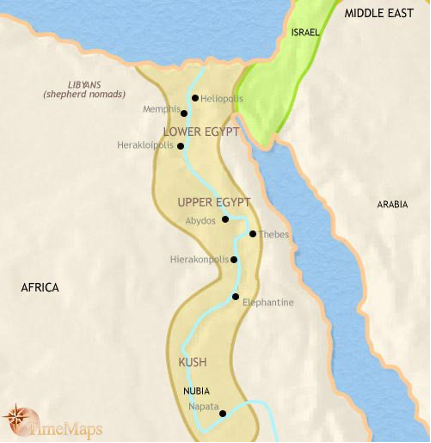 MIDDLE EAST
ISRAEL
LIBYANS
(shepherd nomads)
Heliopolis
Memphis
LOWER EGYPT
Herakloipolis
UPPER EGYPT
ARABIA
Abydos
Thebes
Hierakonpolis
AFRICA
Elephantine
KUSH
NUBIA
Napata
TimeMaps